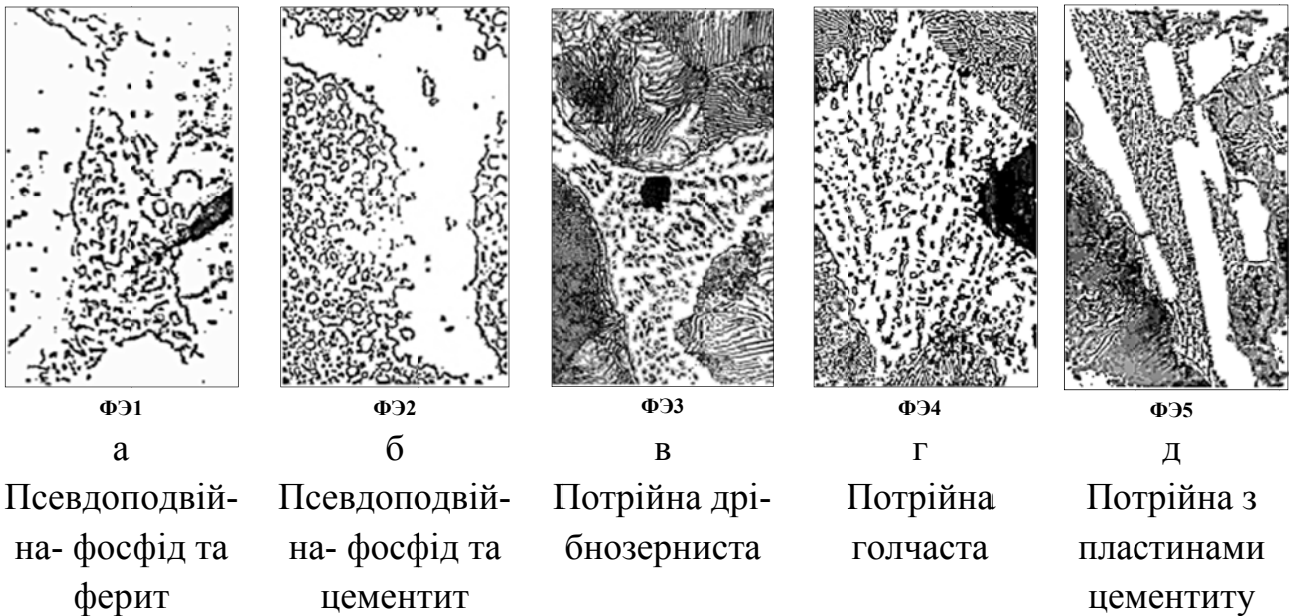 ФЭ1 ФЭ2 ФЭ3 ФЭ4 ФЭ5
а б в г д
Псевдоподвій- Псевдоподвій- Потрійна дрі- Потрійна Потрійна з
на- фосфід та на- фосфід та бнозерниста голчаста пластинами
ферит цементит цементиту